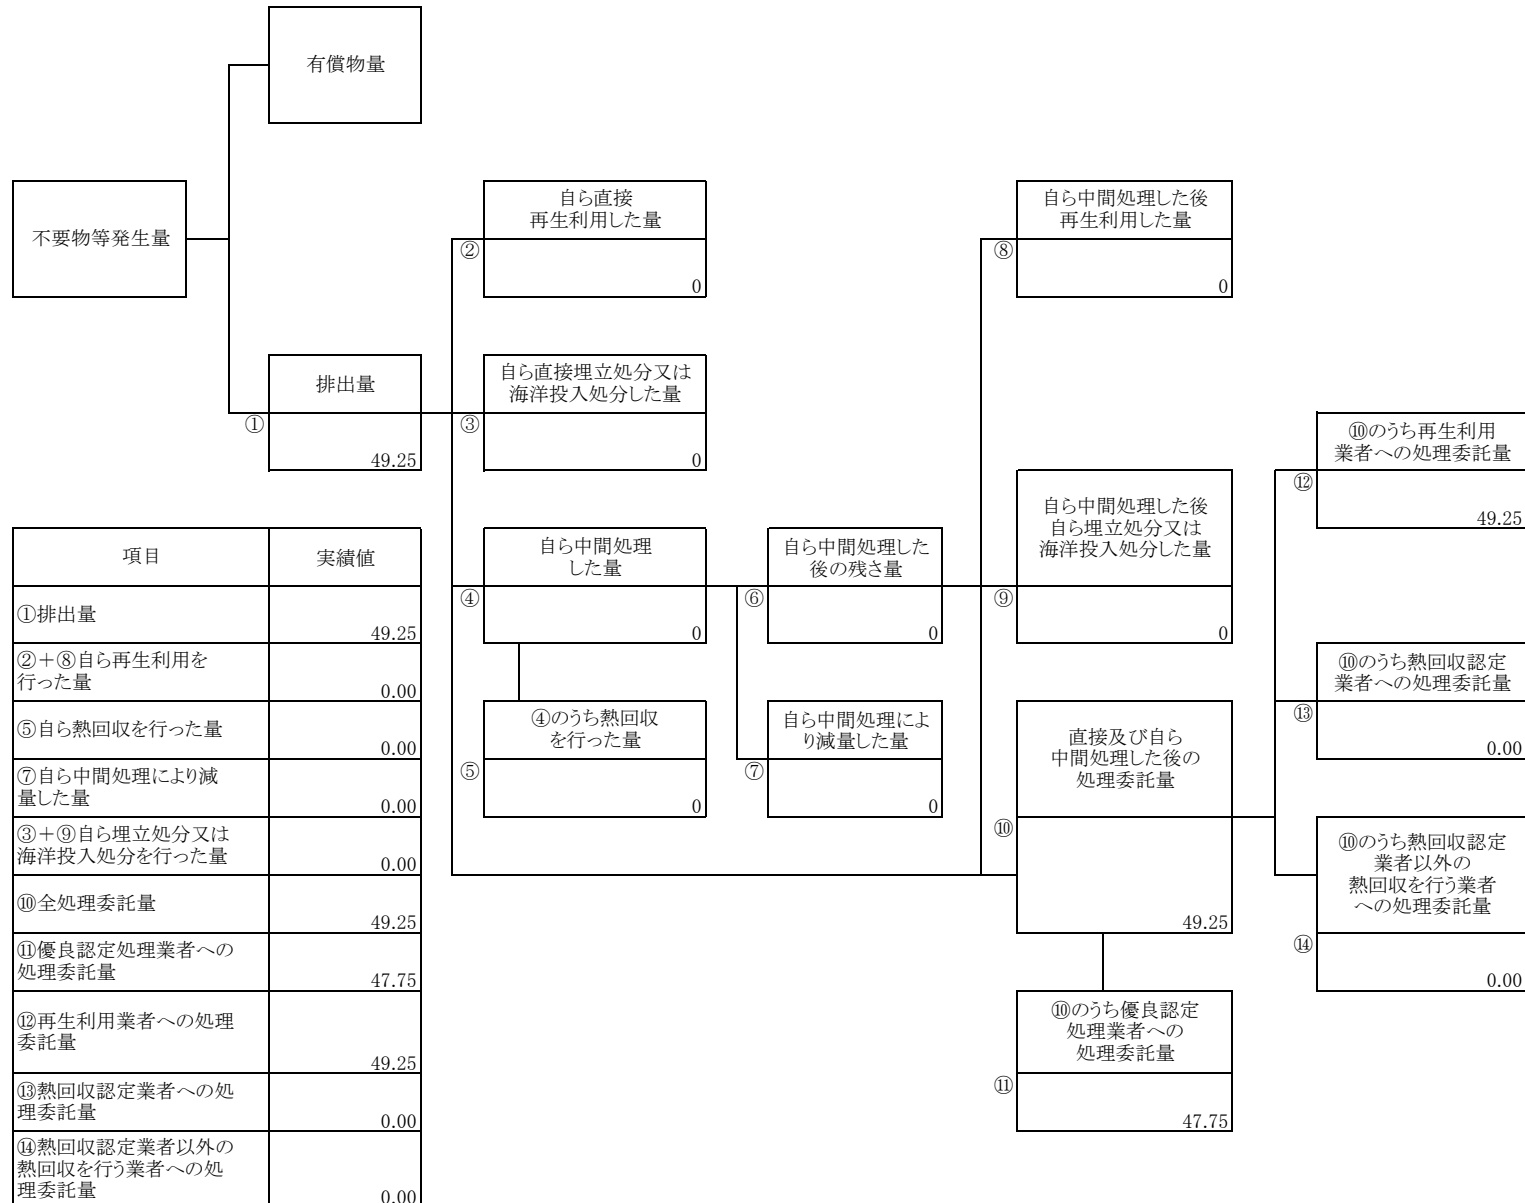 有償物量
不要物等発生量
自ら直接
再生利用した量
②
0
自ら中間処理した後
再生利用した量
⑧
0
排出量
①
49.25
自ら直接埋立処分又は
海洋投入処分した量
③
0
⑩のうち再生利用
業者への処理委託量
⑫
49.25
自ら中間処理
した量
④
0
自ら中間処理した
後の残さ量
⑥
0
自ら中間処理した後
自ら埋立処分又は
海洋投入処分した量
⑨
0
⑩のうち熱回収認定
業者への処理委託量
⑬
0.00
④のうち熱回収
を行った量
⑤
0
自ら中間処理によ
り減量した量
⑦
0
直接及び自ら
中間処理した後の
処理委託量
⑩
49.25
⑩のうち熱回収認定
業者以外の
熱回収を行う業者
への処理委託量
⑭
0.00
⑩のうち優良認定
処理業者への
処理委託量
⑪
47.75
項目
実績値
①排出量
49.25
②＋⑧自ら再生利用を
行った量
0.00
⑤自ら熱回収を行った量
0.00
⑦自ら中間処理により減
量した量
0.00
③＋⑨自ら埋立処分又は
海洋投入処分を行った量
0.00
⑩全処理委託量
49.25
⑪優良認定処理業者への
処理委託量
47.75
⑫再生利用業者への処理
委託量
49.25
⑬熱回収認定業者への処
理委託量
0.00
⑭熱回収認定業者以外の
熱回収を行う業者への処
理委託量
0.00